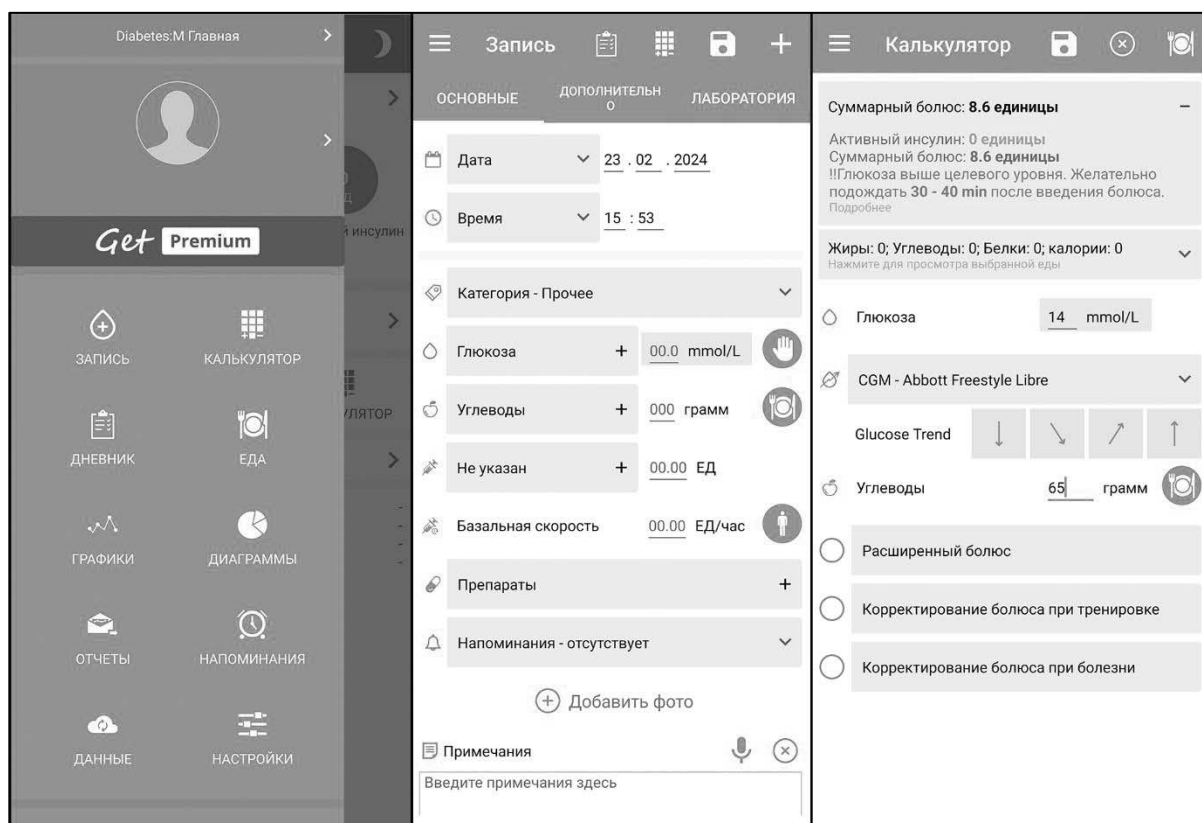 Diabetes:M Главная
Get Premium
ЗАПИСЬ
КАЛЬКУЛЯТОР
ДНЕВНИК
ЕДА
ГРАФИКИ
ДИАГРАММЫ
ОТЧЕТЫ
НАПОМИНАНИЯ
ДАННЫЕ
НАСТРОЙКИ
й инсулин
УЛЯТОР
Запись
ОСНОВНЫЕ
ДОПОЛНИТЕЛЬН
О
ЛАБОРАТОРИЯ
Дата 23 . 02 . 2024
Время 15 : 53
Категория - Прочее
Глюкоза + 00.0 mmol/L
Углеводы + 000 грамм
Не указан + 00.00 ЕД
Базальная скорость 00.00 ЕД/час
Препараты +
Напоминания - отсутствует
Добавить фото
Примечания
Введите примечания здесь
Калькулятор
Суммарный болюс: 8.6 единицы −
Активный инсулин: 0 единицы
Суммарный болюс: 8.6 единицы
!!Глюкоза выше целевого уровня. Желательно
подождать 30 - 40 min после введения болюса.
Подробнее
Жиры: 0; Углеводы: 0; Белки: 0; калории: 0
Нажмите для просмотра выбранной еды
Глюкоза 14 mmol/L
CGM - Abbott Freestyle Libre
Glucose Trend ↓ ↘ ↗ ↑
Углеводы 65 грамм
Расширенный болюс
Корректирование болюса при тренировке
Корректирование болюса при болезни